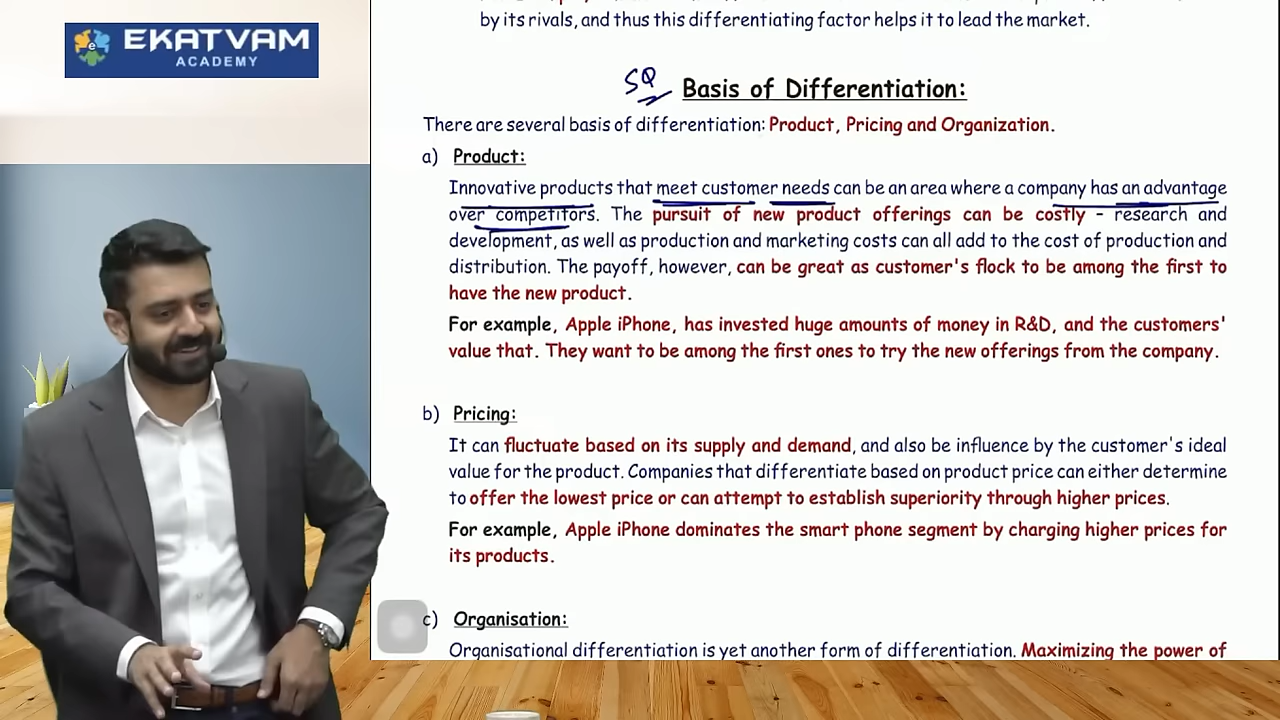 EKATVAM
ACADEMY
by its rivals, and thus this differentiating factor helps it to lead the market.
SQ
Basis of Differentiation:
There are several basis of differentiation: Product, Pricing and Organization.
a) Product:
Innovative products that meet customer needs can be an area where a company has an advantage
over competitors. The pursuit of new product offerings can be costly – research and
development, as well as production and marketing costs can all add to the cost of production and
distribution. The payoff, however, can be great as customer's flock to be among the first to
have the new product.
For example, Apple iPhone, has invested huge amounts of money in R&D, and the customers'
value that. They want to be among the first ones to try the new offerings from the company.
b) Pricing:
It can fluctuate based on its supply and demand, and also be influence by the customer's ideal
value for the product. Companies that differentiate based on product price can either determine
to offer the lowest price or can attempt to establish superiority through higher prices.
For example, Apple iPhone dominates the smart phone segment by charging higher prices for
its products.
c) Organisation:
Organisational differentiation is yet another form of differentiation. Maximizing the power of